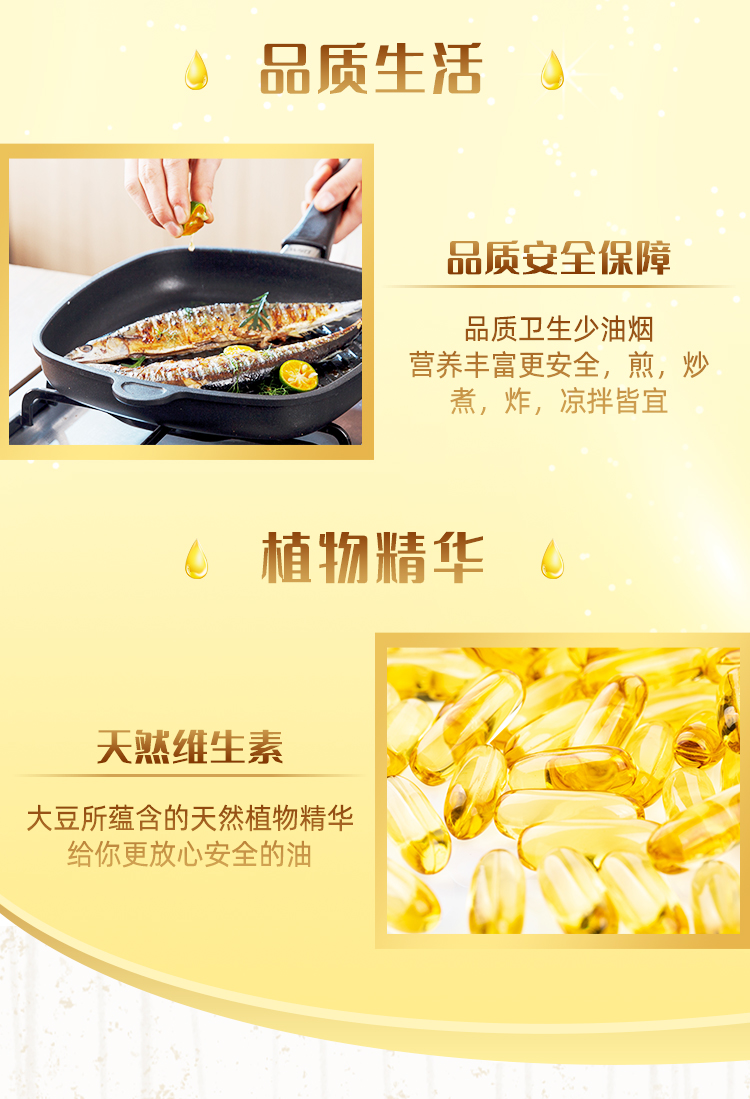 品质生活
品质安全保障
品质卫生少油烟
营养丰富更安全，煎，炒
煮，炸，凉拌皆宜
植物精华
天然维生素
大豆所蕴含的天然植物精华
给你更放心安全的油